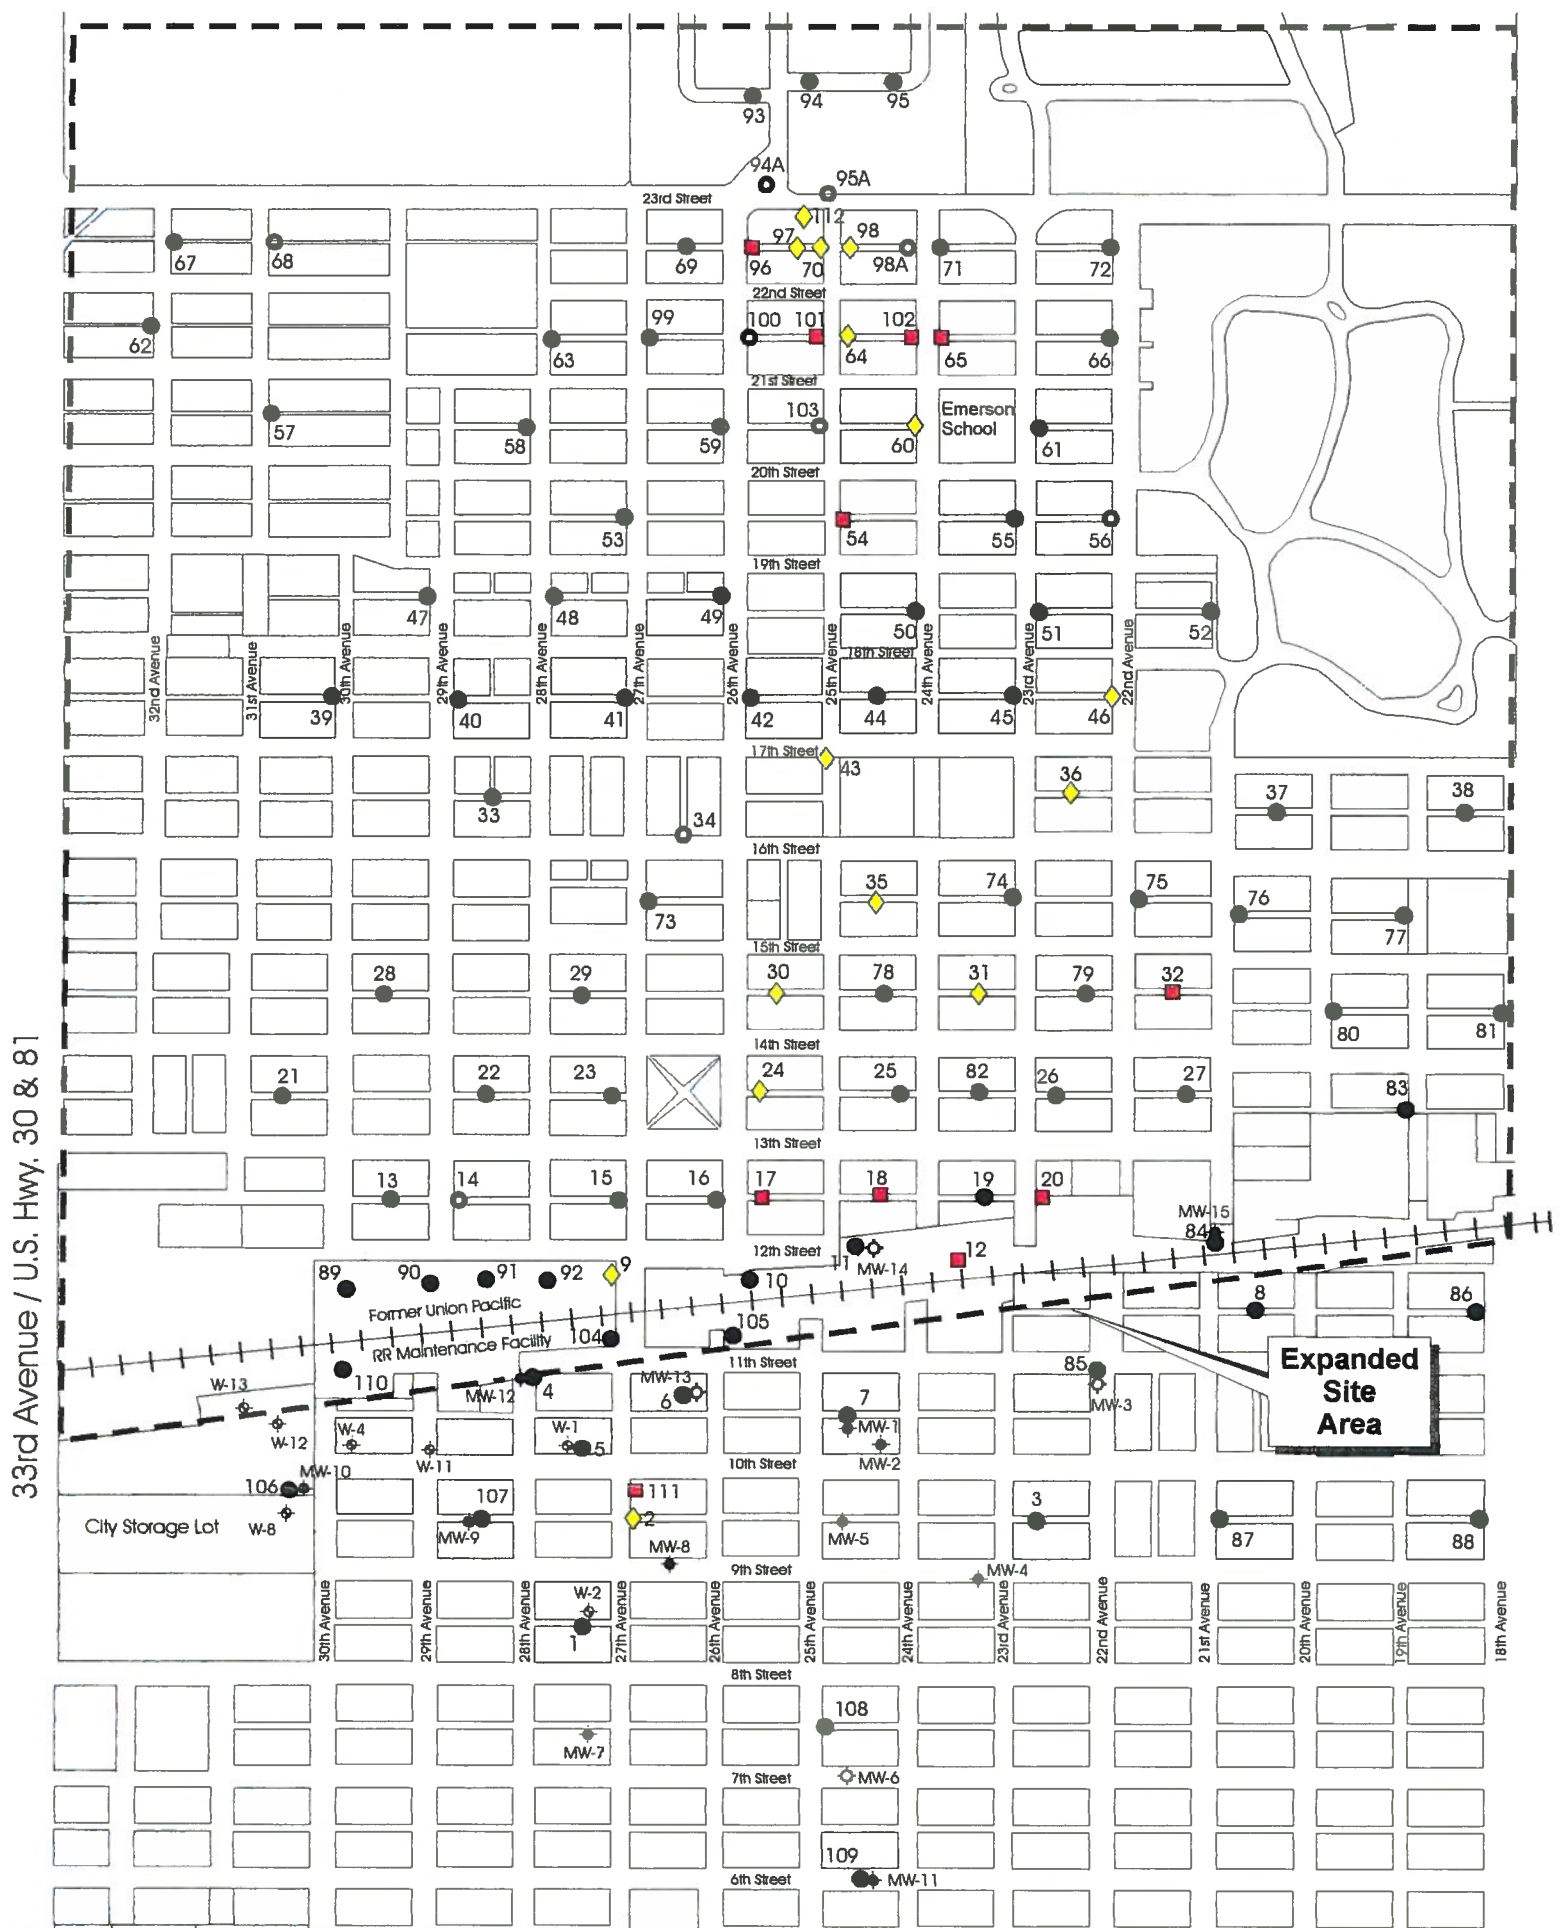 93
94
95
94A
95A
23rd Street
67
68
69
112
97
98
96
70
98A
71
72
22nd Street
62
63
99
100
101
102
64
65
66
21st Street
57
58
59
103
60
Emerson
School
61
20th Street
53
54
55
56
19th Street
47
48
49
50
51
52
18th Street
32nd Avenue
31st Avenue
30th Avenue
29th Avenue
28th Avenue
27th Avenue
26th Avenue
25th Avenue
24th Avenue
23rd Avenue
22nd Avenue
39
40
41
42
44
45
46
17th Street
43
33
34
36
37
38
16th Street
35
73
74
75
76
77
15th Street
28
29
30
78
31
79
32
80
81
14th Street
21
22
23
24
25
82
26
27
83
13th Street
33rd Avenue / U.S. Hwy. 30 & 81
13
14
15
16
17
18
19
20
MW-15
84
12th Street
11
MW-14
12
89
90
91
92
9
10
8
86
Former Union Pacific
RR Maintenance Facility
104
105
11th Street
Expanded
Site
Area
110
MW-12
4
MW-13
6
7
85
MW-3
W-13
W-12
W-4
W-11
W-1
5
MW-1
MW-2
10th Street
106
MW-10
W-8
City Storage Lot
107
MW-9
111
2
MW-8
MW-5
3
87
88
9th Street
MW-4
W-2
1
30th Avenue
29th Avenue
28th Avenue
27th Avenue
26th Avenue
25th Avenue
24th Avenue
23rd Avenue
22nd Avenue
21st Avenue
20th Avenue
19th Avenue
18th Avenue
8th Street
108
MW-7
7th Street
MW-6
109
6th Street
MW-11